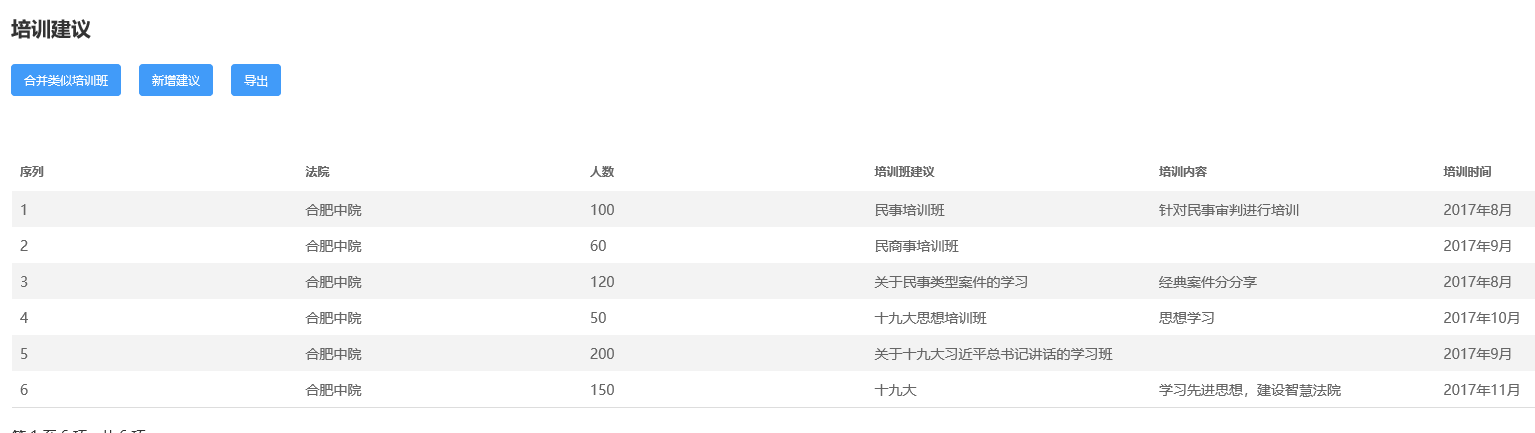 培训建议
合并类似培训班 新增建议 导出
序列 法院 人数 培训班建议 培训内容 培训时间
1 合肥中院 100 民事培训班 针对民事审判进行培训 2017年8月
2 合肥中院 60 民商事培训班 2017年9月
3 合肥中院 120 关于民事类型案件的学习 经典案件分分享 2017年8月
4 合肥中院 50 十九大思想培训班 思想学习 2017年10月
5 合肥中院 200 关于十九大习近平总书记讲话的学习班 2017年9月
6 合肥中院 150 十九大 学习先进思想，建设智慧法院 2017年11月